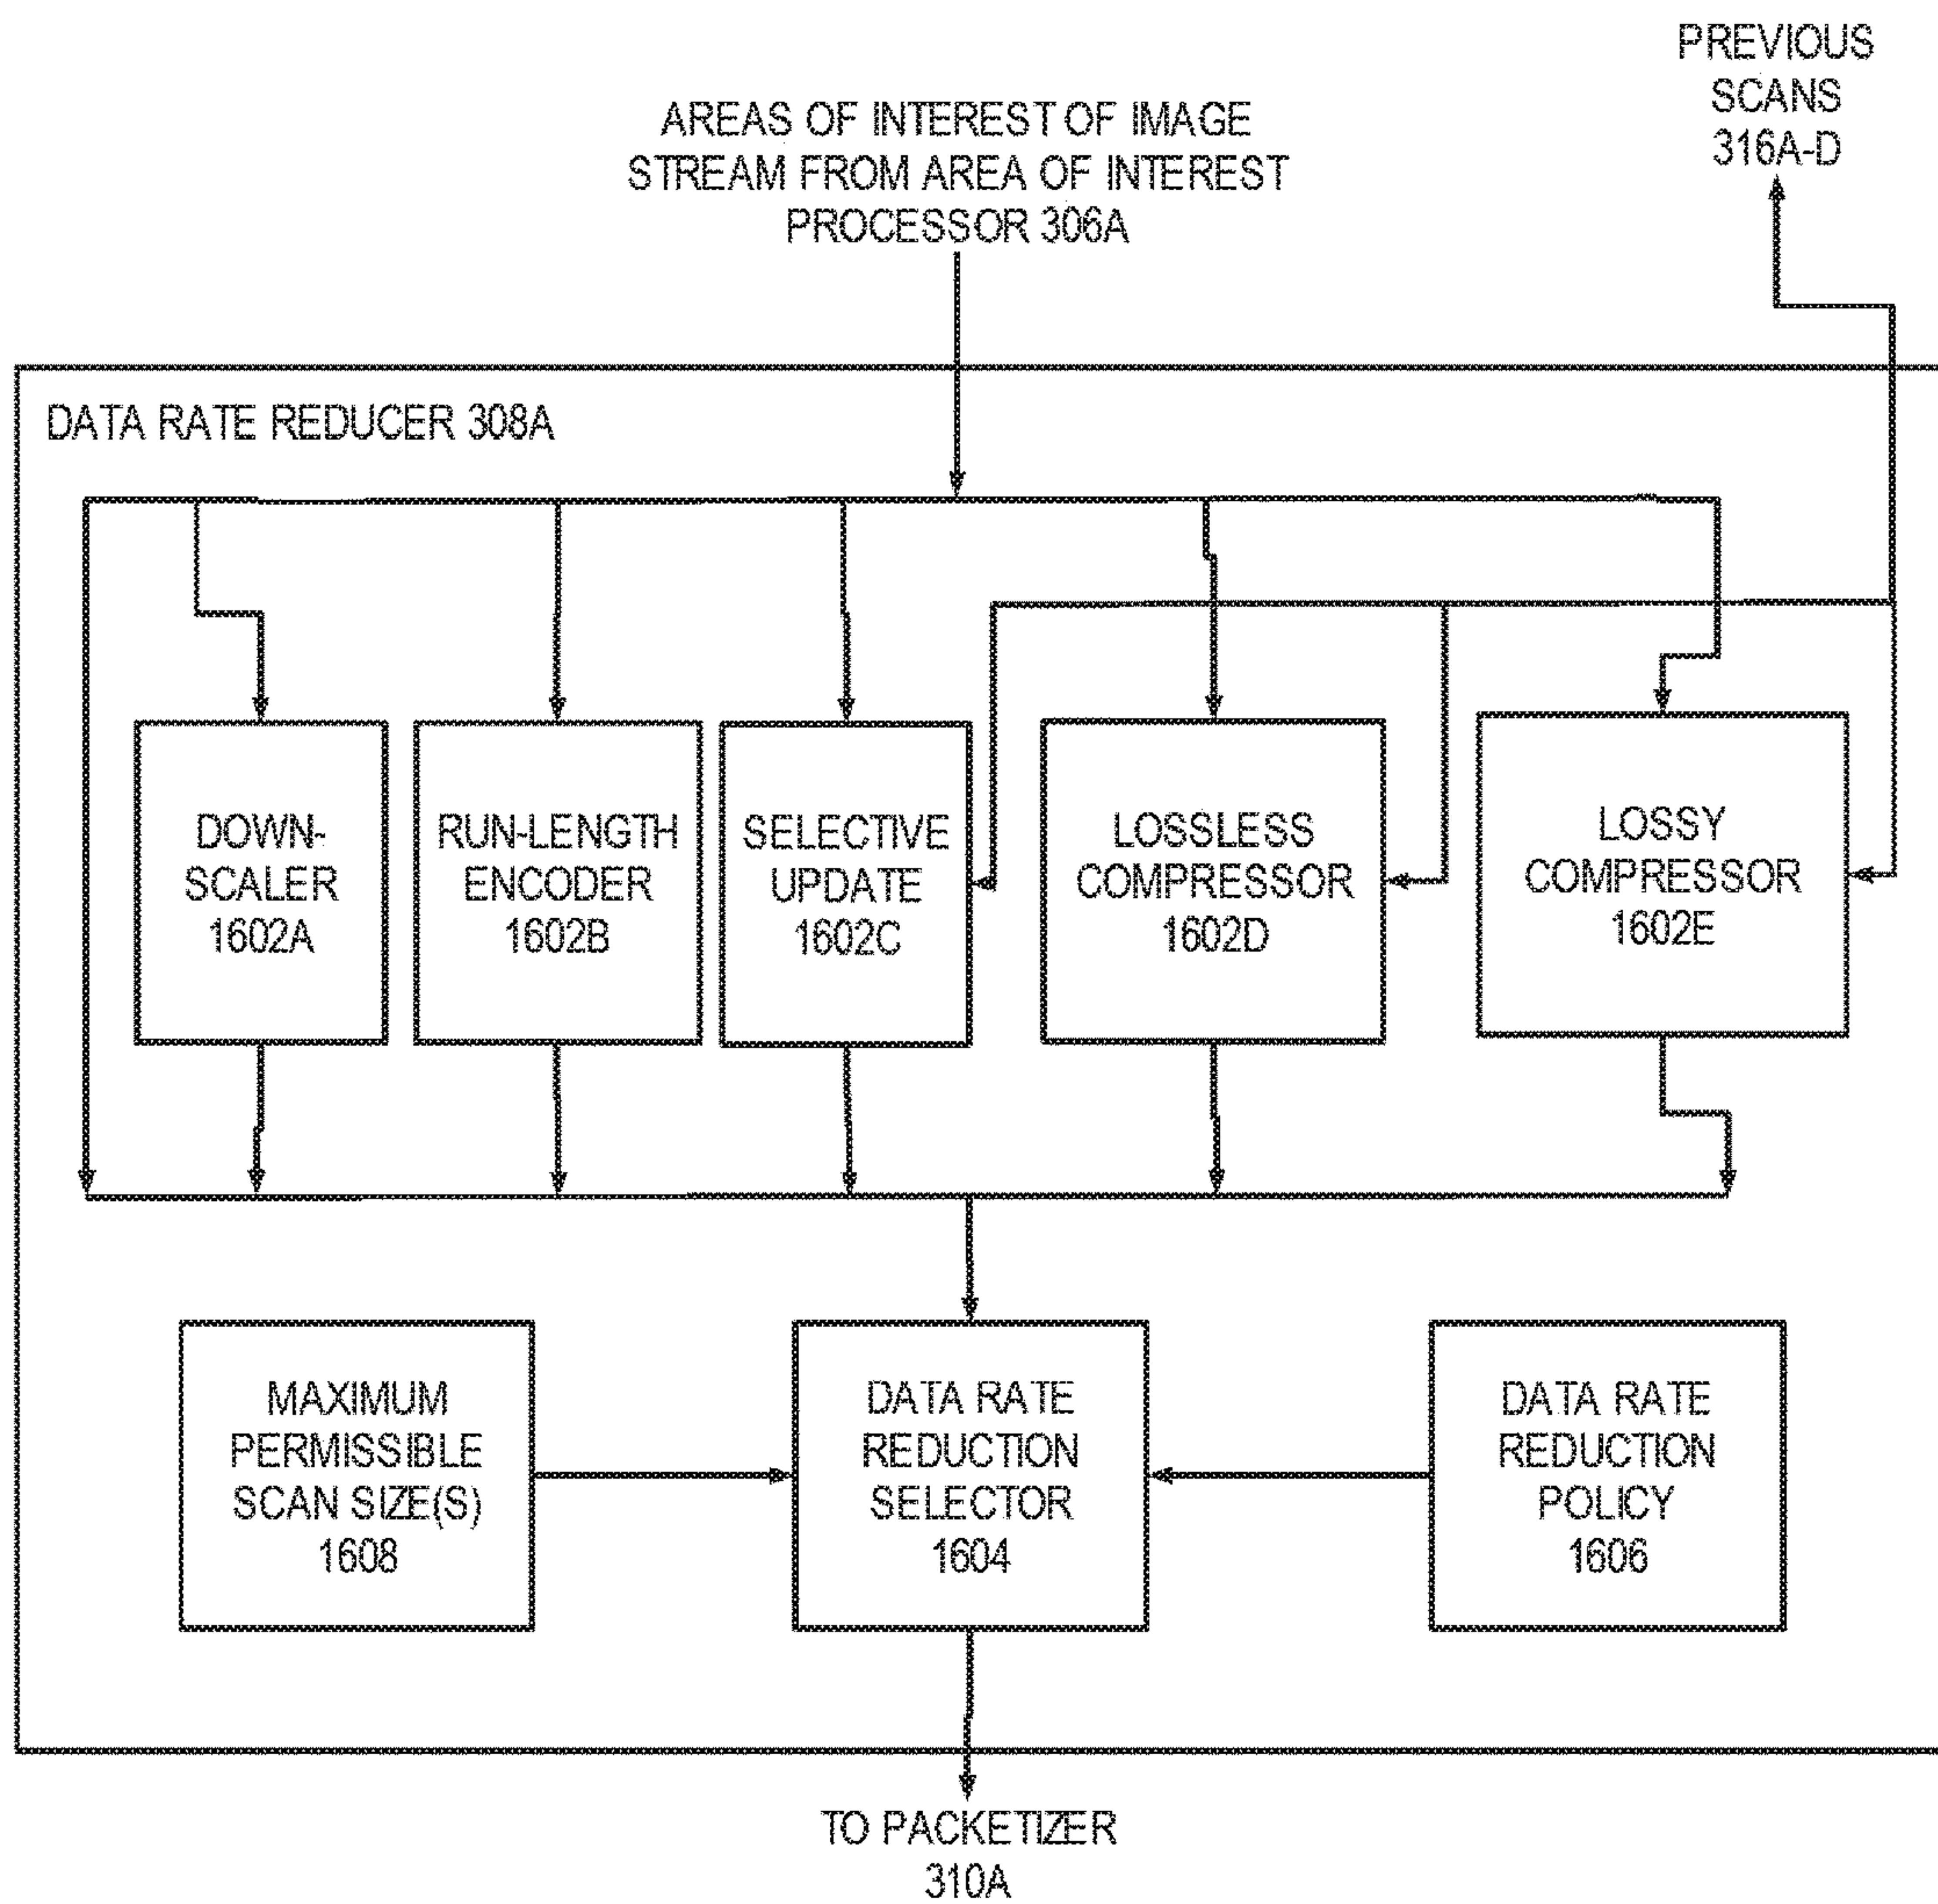 PREVIOUS
SCANS
316A-D
AREAS OF INTEREST OF IMAGE
STREAM FROM AREA OF INTEREST
PROCESSOR 306A
DATA RATE REDUCER 308A
DOWN-
SCALER
1602A
RUN-LENGTH
ENCODER
1602B
SELECTIVE
UPDATE
1602C
LOSSLESS
COMPRESSOR
1602D
LOSSY
COMPRESSOR
1602E
MAXIMUM
PERMISSIBLE
SCAN SIZE(S)
1608
DATA RATE
REDUCTION
SELECTOR
1604
DATA RATE
REDUCTION
POLICY
1606
TO PACKETIZER
310A